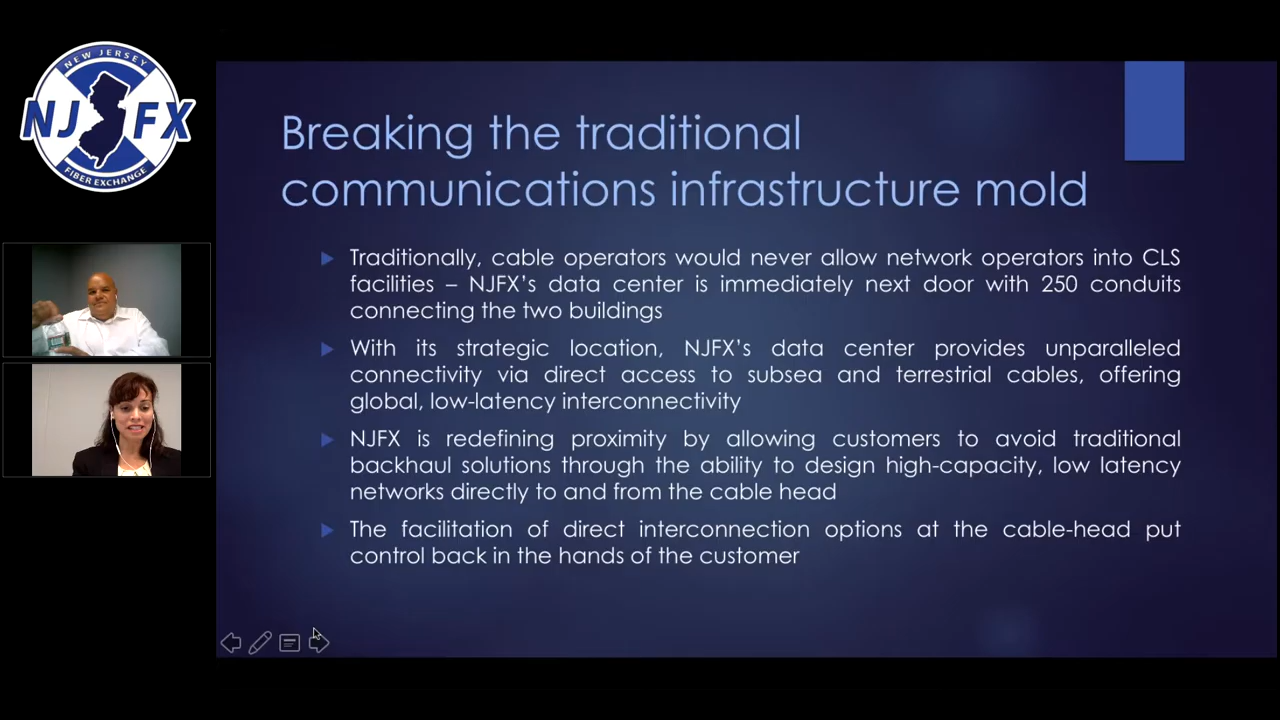 NEW JERSEY
NJ FX
FIBER EXCHANGE
Breaking the traditional
communications infrastructure mold
Traditionally, cable operators would never allow network operators into CLS
facilities – NJFX’s data center is immediately next door with 250 conduits
connecting the two buildings
With its strategic location, NJFX’s data center provides unparalleled
connectivity via direct access to subsea and terrestrial cables, offering
global, low-latency interconnectivity
NJFX is redefining proximity by allowing customers to avoid traditional
backhaul solutions through the ability to design high-capacity, low latency
networks directly to and from the cable head
The facilitation of direct interconnection options at the cable-head put
control back in the hands of the customer